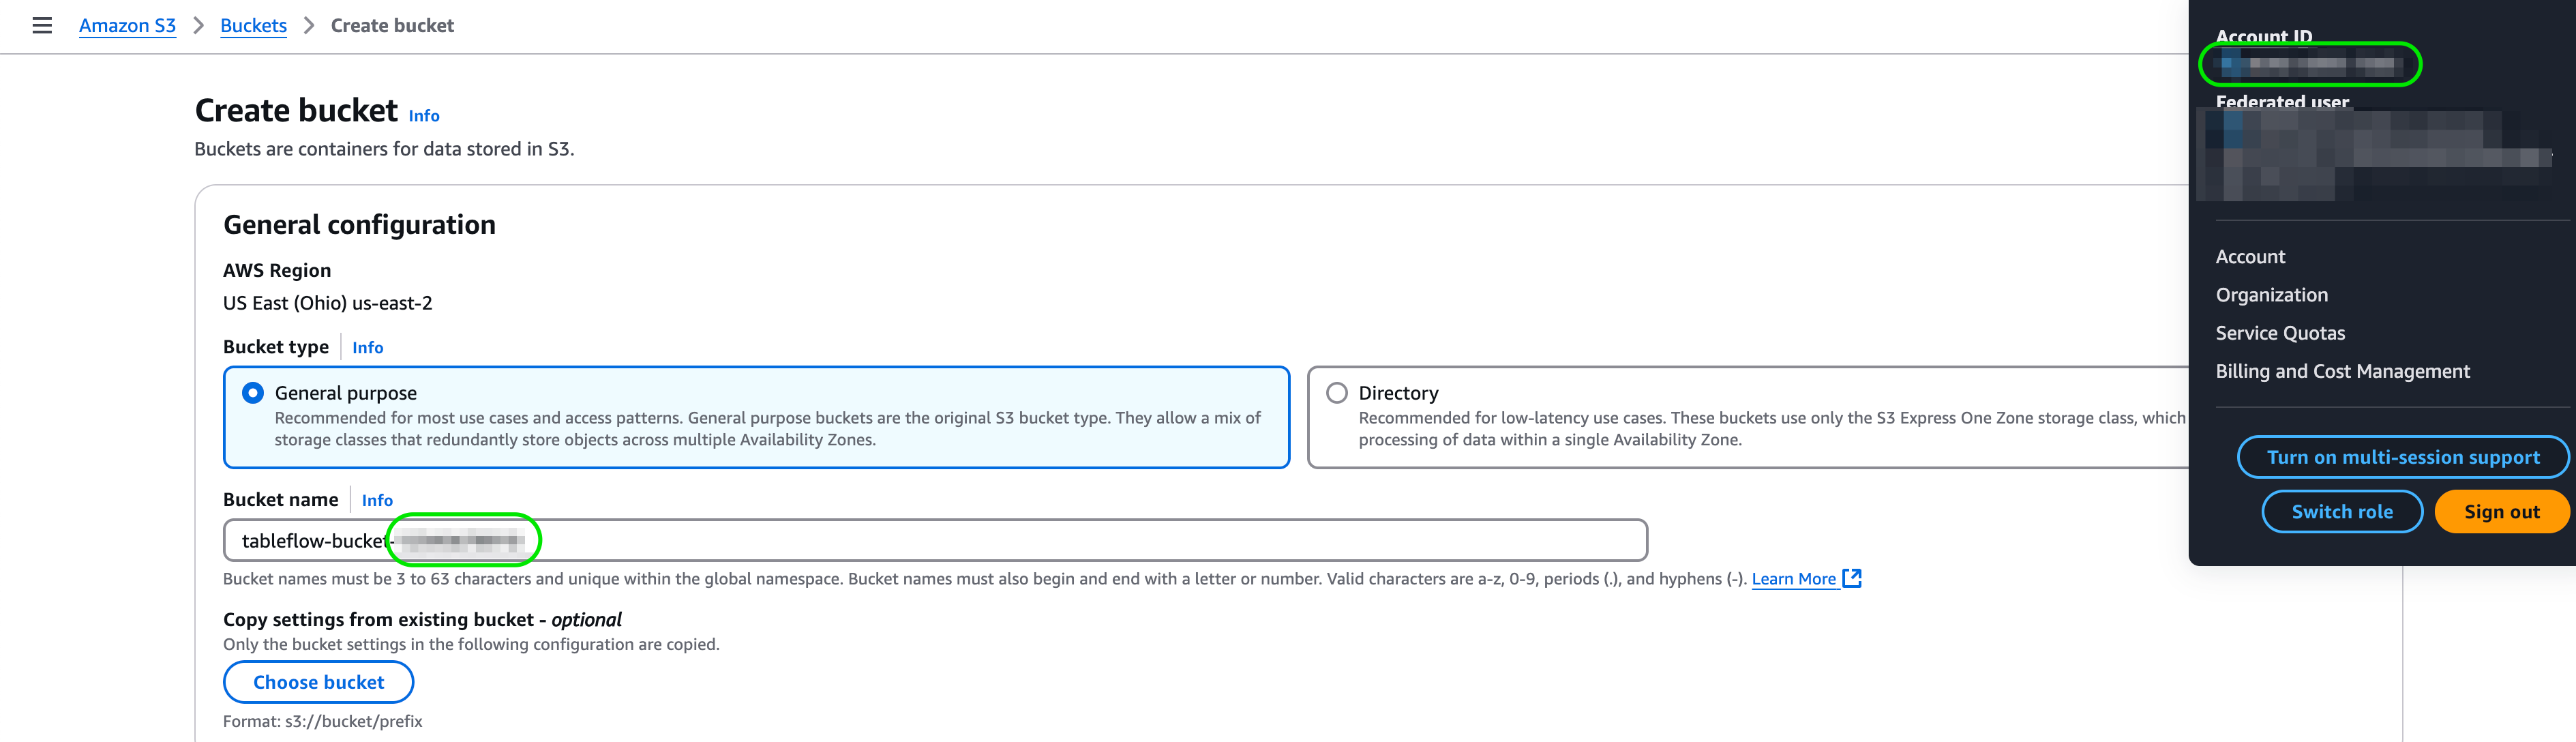 Amazon S3 > Buckets > Create bucket
Create bucket Info
Buckets are containers for data stored in S3.
General configuration
AWS Region
US East (Ohio) us-east-2
Bucket type Info
General purpose
Recommended for most use cases and access patterns. General purpose buckets are the original S3 bucket type. They allow a mix of
storage classes that redundantly store objects across multiple Availability Zones.
Directory
Recommended for low-latency use cases. These buckets use only the S3 Express One Zone storage class, which
processing of data within a single Availability Zone.
Bucket name Info
tableflow-bucket-
Bucket names must be 3 to 63 characters and unique within the global namespace. Bucket names must also begin and end with a letter or number. Valid characters are a-z, 0-9, periods (.), and hyphens (-). Learn More
Copy settings from existing bucket - optional
Only the bucket settings in the following configuration are copied.
Choose bucket
Format: s3://bucket/prefix
Account ID
Federated user
Account
Organization
Service Quotas
Billing and Cost Management
Turn on multi-session support
Switch role
Sign out